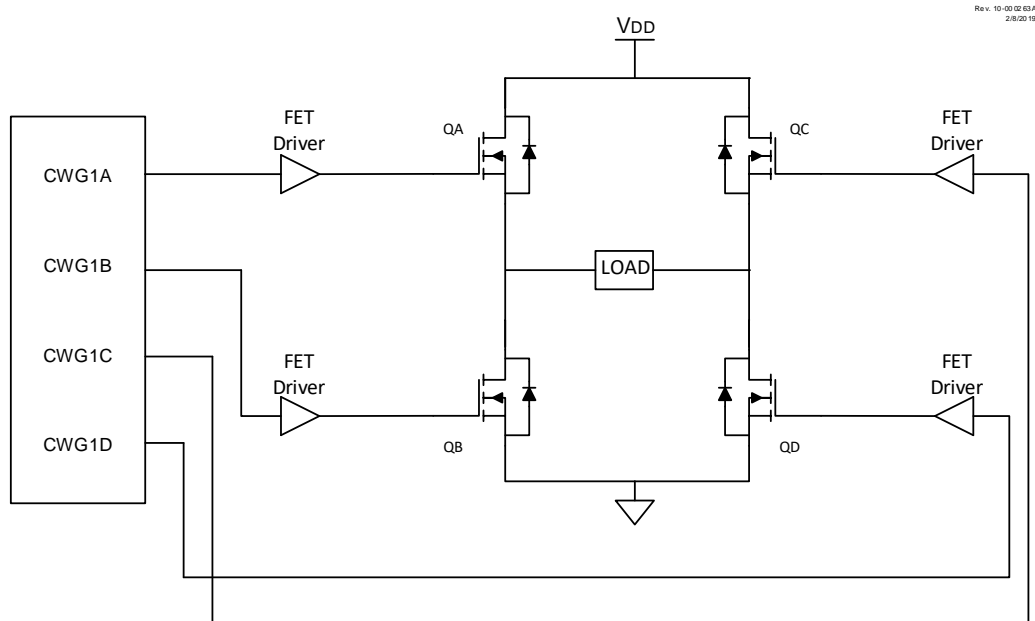 Rev. 10-000263A
2/8/2019
VDD
FET
Driver
QA
QC
FET
Driver
CWG1A
CWG1B
LOAD
CWG1C
FET
Driver
FET
Driver
CWG1D
QB
QD